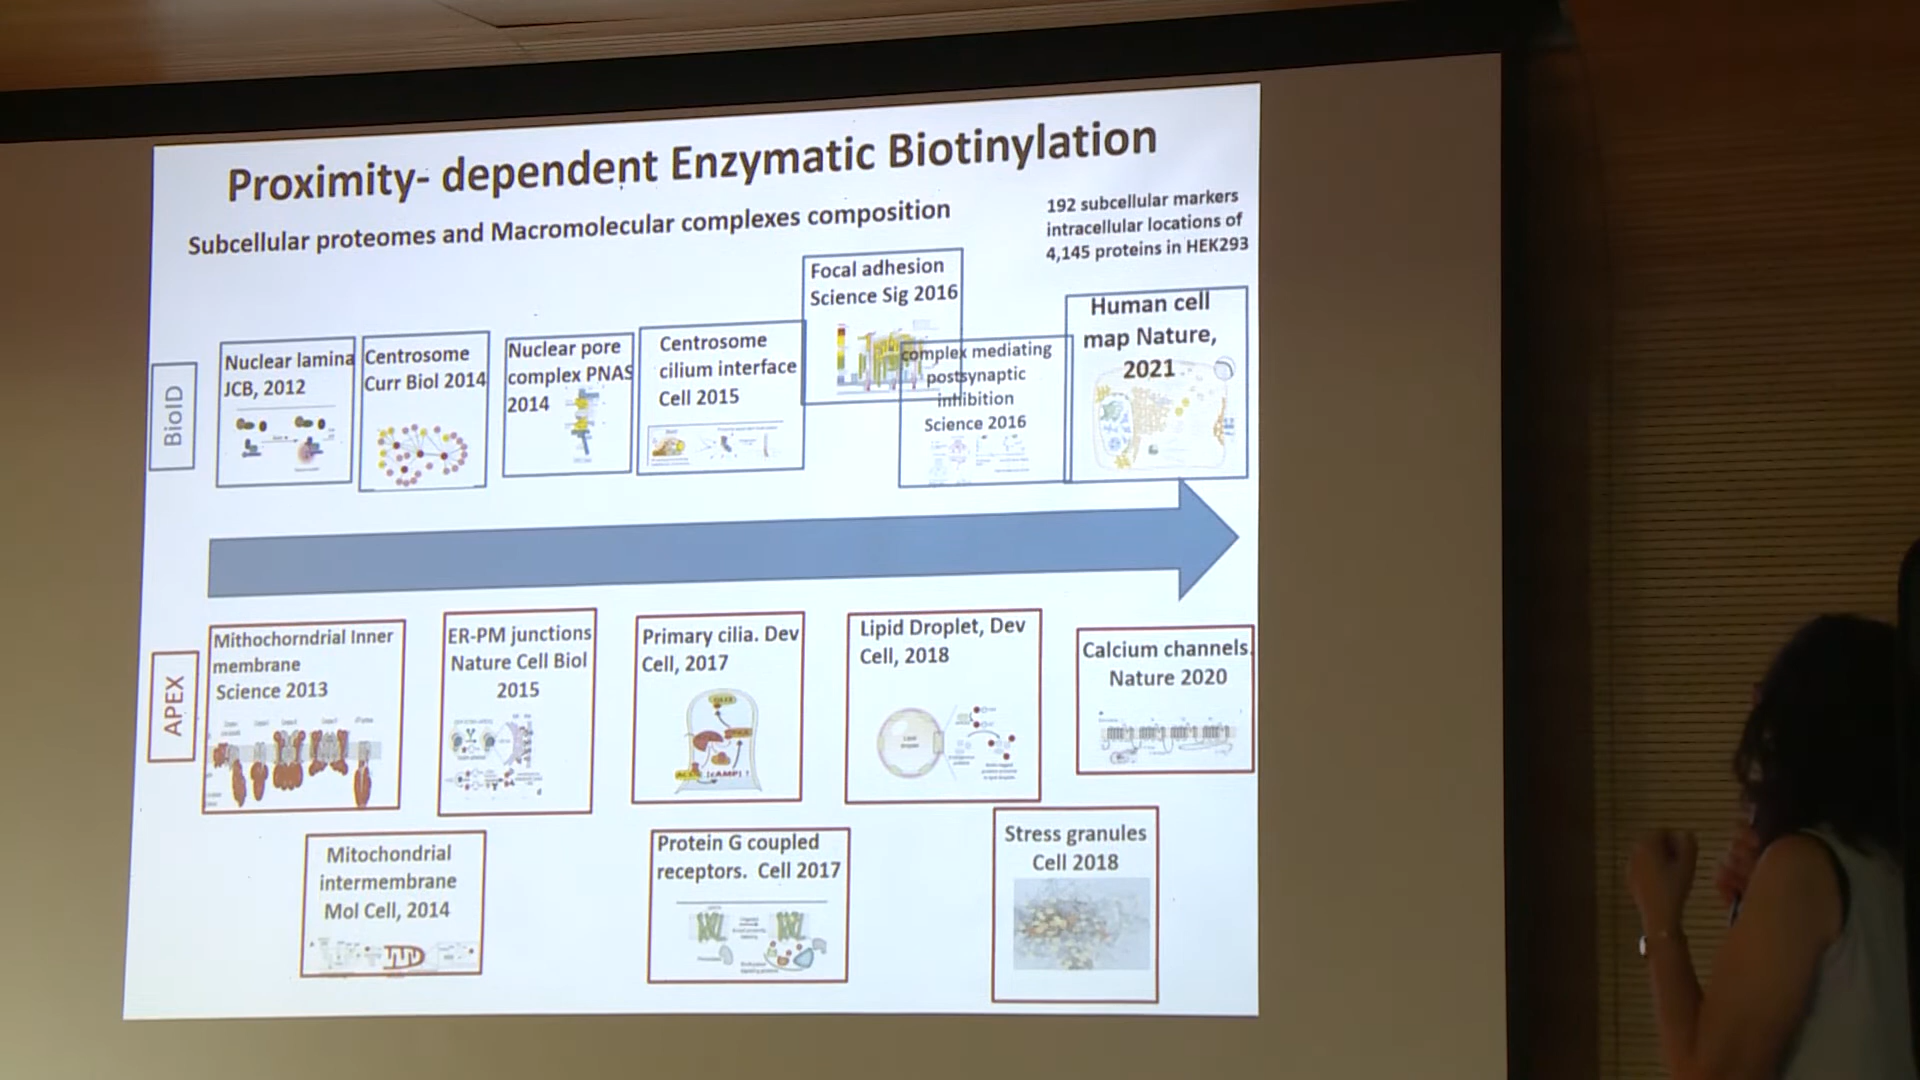 Proximity- dependent Enzymatic Biotinylation
Subcellular proteomes and Macromolecular complexes composition
192 subcellular markers
intracellular locations of
4,145 proteins in HEK293
BioID
Nuclear lamina
JCB, 2012
Centrosome
Curr Biol 2014
Nuclear pore
complex PNAS
2014
Centrosome
cilium interface
Cell 2015
Focal adhesion
Science Sig 2016
complex mediating
postsynaptic
inhibition
Science 2016
Human cell
map Nature,
2021
APEX
Mithochorndrial Inner
membrane
Science 2013
ER-PM junctions
Nature Cell Biol
2015
Primary cilia. Dev
Cell, 2017
[cAMP] ↑
Lipid Droplet, Dev
Cell, 2018
Calcium channels.
Nature 2020
Mitochondrial
intermembrane
Mol Cell, 2014
Protein G coupled
receptors. Cell 2017
Stress granules
Cell 2018